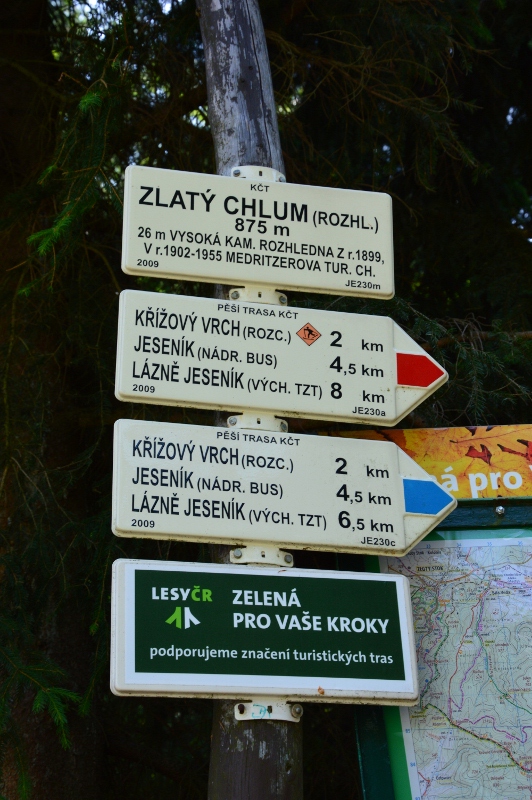 KČT
ZLATÝ CHLUM (ROZHL.)
875 m
26 m VYSOKÁ KAM. ROZHLEDNA Z r.1899,
V r.1902-1955 MEDRITZEROVA TUR. CH.
2009 JE230m
PĚŠÍ TRASA KČT
KŘÍŽOVÝ VRCH (ROZC.) 2 km
JESENÍK (NÁDR. BUS) 4,5 km
LÁZNĚ JESENÍK (VÝCH. TZT) 8 km
2009 JE230a
PĚŠÍ TRASA KČT
KŘÍŽOVÝ VRCH (ROZC.) 2 km
JESENÍK (NÁDR. BUS) 4,5 km
LÁZNĚ JESENÍK (VÝCH. TZT) 6,5 km
2009 JE230c
á pro
LESYČR ZELENÁ
PRO VAŠE KROKY
podporujeme značení turistických tras